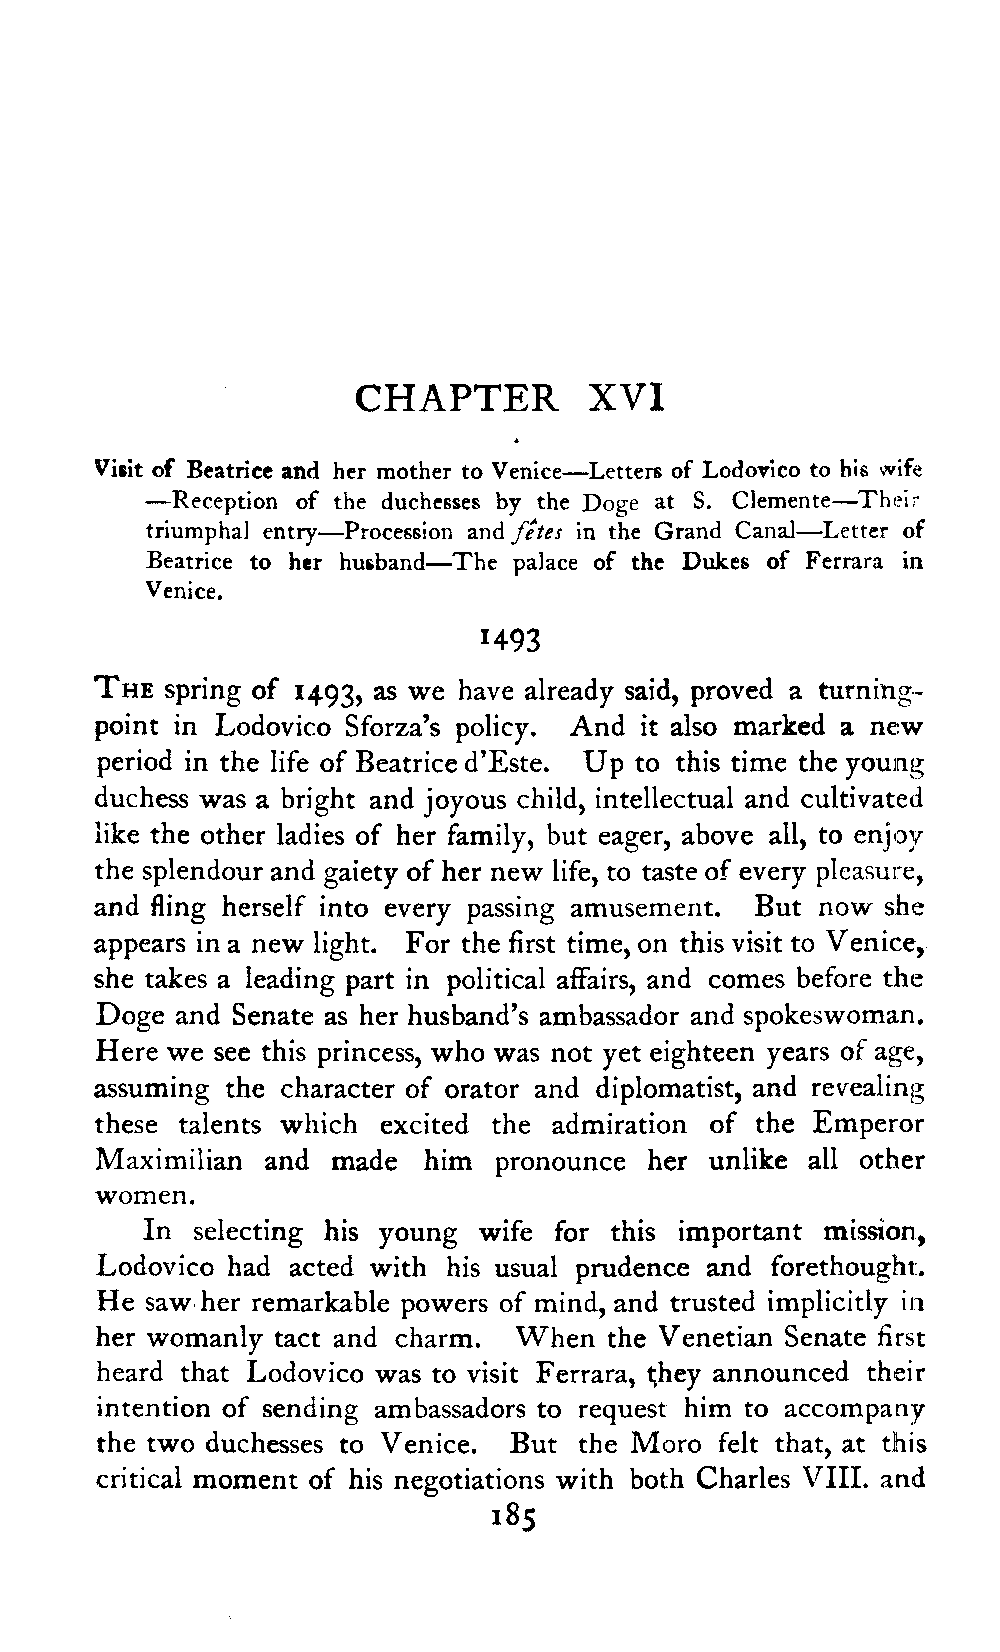 CHAPTER XVI
Visit of Beatrice and her mother to Venice—Letters of Lodovico to his wife
—Reception of the duchesses by the Doge at S. Clemente—Their
triumphal entry—Procession and fêtes in the Grand Canal—Letter of
Beatrice to her husband—The palace of the Dukes of Ferrara in
Venice.
1493
THE spring of 1493, as we have already said, proved a turning-
point in Lodovico Sforza's policy. And it also marked a new
period in the life of Beatrice d'Este. Up to this time the young
duchess was a bright and joyous child, intellectual and cultivated
like the other ladies of her family, but eager, above all, to enjoy
the splendour and gaiety of her new life, to taste of every pleasure,
and fling herself into every passing amusement. But now she
appears in a new light. For the first time, on this visit to Venice,
she takes a leading part in political affairs, and comes before the
Doge and Senate as her husband's ambassador and spokeswoman.
Here we see this princess, who was not yet eighteen years of age,
assuming the character of orator and diplomatist, and revealing
these talents which excited the admiration of the Emperor
Maximilian and made him pronounce her unlike all other
women.
In selecting his young wife for this important mission,
Lodovico had acted with his usual prudence and forethought.
He saw her remarkable powers of mind, and trusted implicitly in
her womanly tact and charm. When the Venetian Senate first
heard that Lodovico was to visit Ferrara, they announced their
intention of sending ambassadors to request him to accompany
the two duchesses to Venice. But the Moro felt that, at this
critical moment of his negotiations with both Charles VIII. and
185